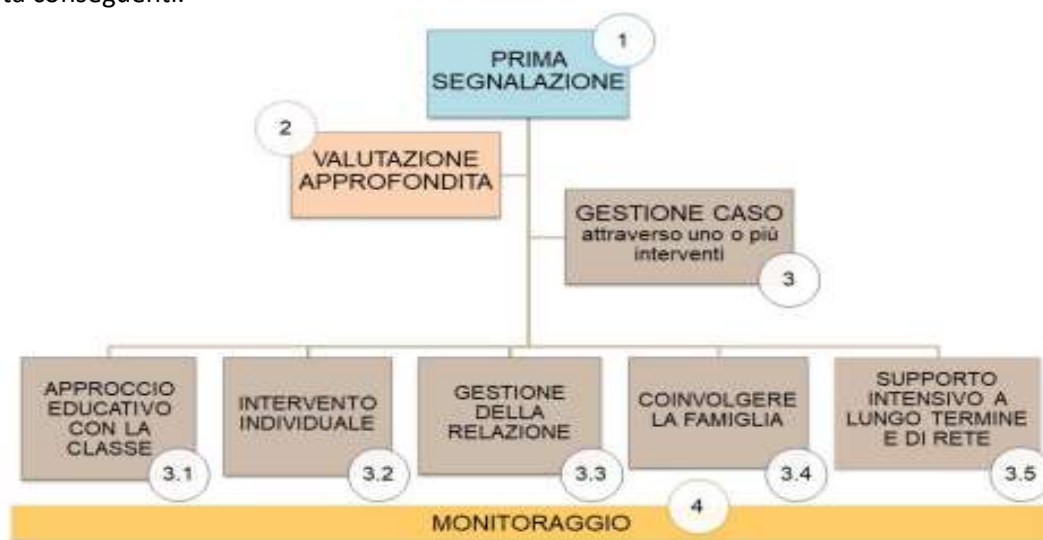 ta conseguenti.
1
PRIMA
SEGNALAZIONE
2
VALUTAZIONE
APPROFONDITA
GESTIONE CASO
attraverso uno o più
interventi
3
APPROCCIO
EDUCATIVO
CON LA
CLASSE
3.1
INTERVENTO
INDIVIDUALE
3.2
GESTIONE
DELLA
RELAZIONE
3.3
COINVOLGERE
LA FAMIGLIA
3.4
SUPPORTO
INTENSIVO A
LUNGO TERMINE
E DI RETE
3.5
4
MONITORAGGIO